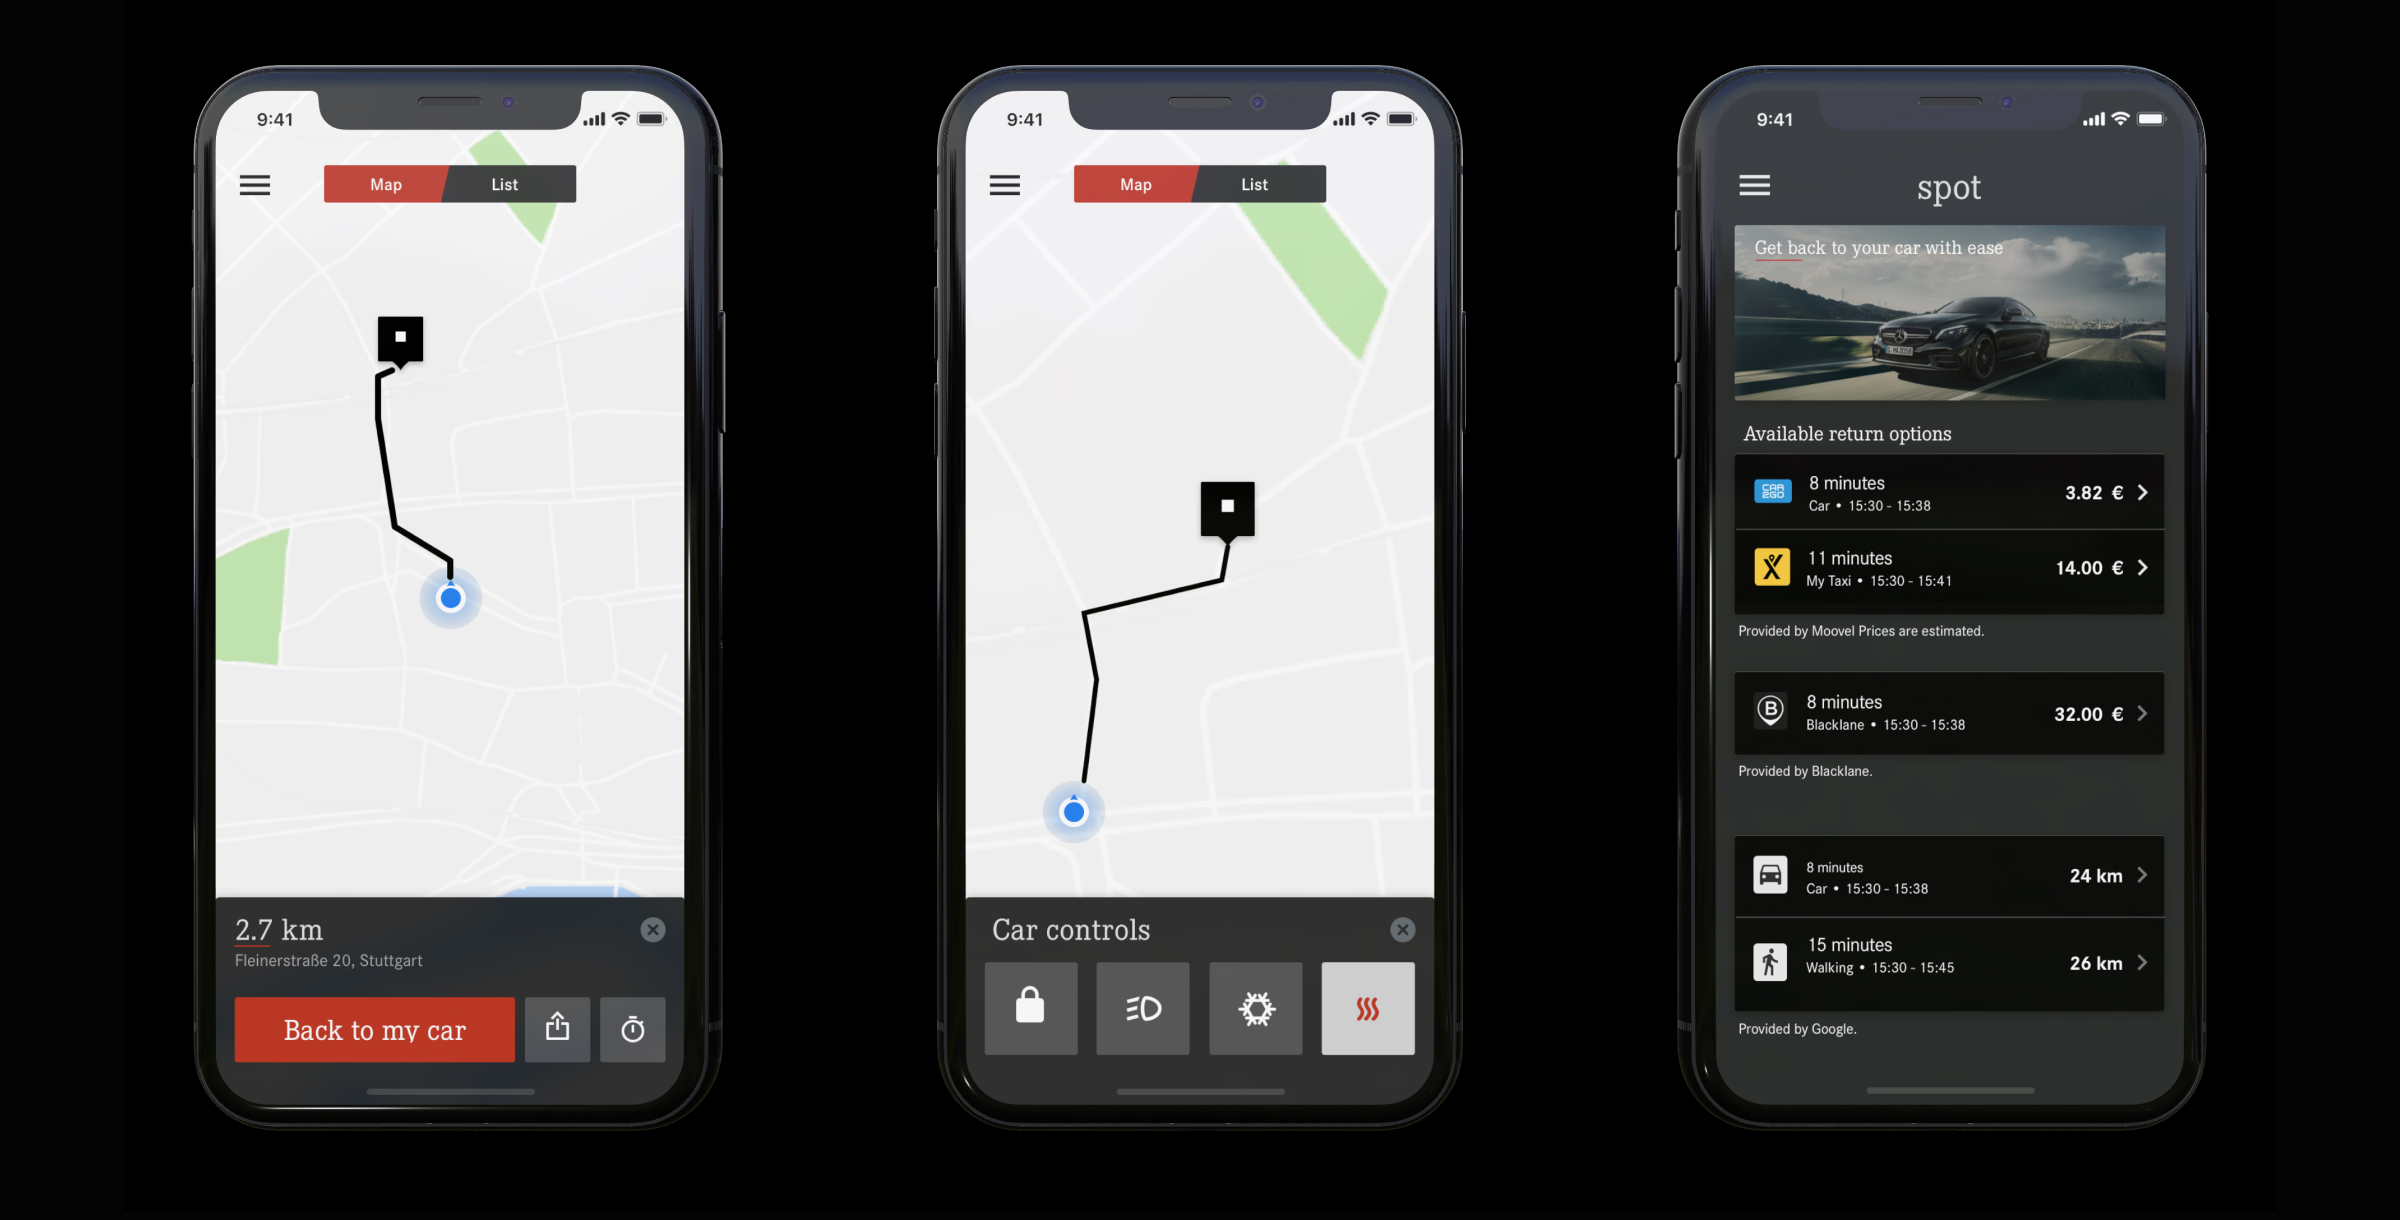 9:41
Map
List
2.7 km
Fleinerstraße 20, Stuttgart
Back to my car
9:41
Map
List
Car controls
9:41
spot
Get back to your car with ease
Available return options
CAR
2GO
8 minutes
Car • 15:30 - 15:38
3.82 €
11 minutes
My Taxi • 15:30 - 15:41
14.00 €
Provided by Moovel Prices are estimated.
B
8 minutes
Blacklane • 15:30 - 15:38
32.00 €
Provided by Blacklane.
8 minutes
Car • 15:30 - 15:38
24 km
15 minutes
Walking • 15:30 - 15:45
26 km
Provided by Google.